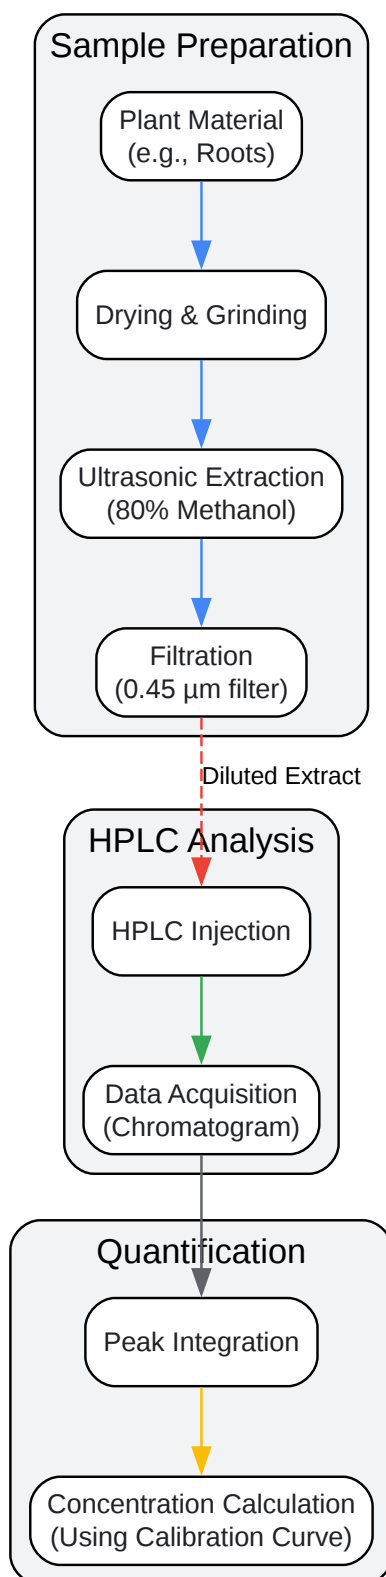 Sample Preparation
Plant Material
(e.g., Roots)
Drying & Grinding
Ultrasonic Extraction
(80% Methanol)
Filtration
(0.45 µm filter)
Diluted Extract
HPLC Analysis
HPLC Injection
Data Acquisition
(Chromatogram)
Quantification
Peak Integration
Concentration Calculation
(Using Calibration Curve)